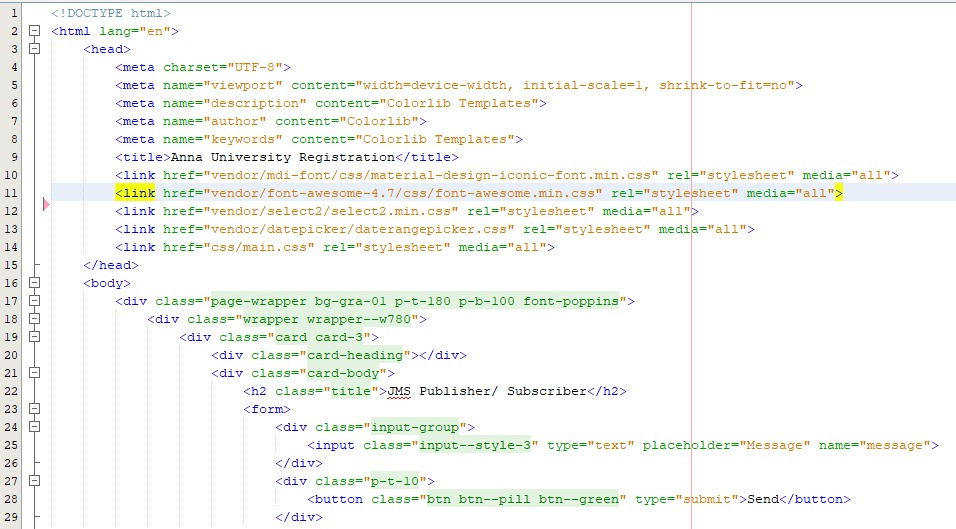 1 <!DOCTYPE html>
2 <html lang="en">
3 <head>
4 <meta charset="UTF-8">
5 <meta name="viewport" content="width=device-width, initial-scale=1, shrink-to-fit=no">
6 <meta name="description" content="Colorlib Templates">
7 <meta name="author" content="Colorlib">
8 <meta name="keywords" content="Colorlib Templates">
9 <title>Anna University Registration</title>
10 <link href="vendor/mdi-font/css/material-design-iconic-font.min.css" rel="stylesheet" media="all">
11 <link href="vendor/font-awesome-4.7/css/font-awesome.min.css" rel="stylesheet" media="all">
12 <link href="vendor/select2/select2.min.css" rel="stylesheet" media="all">
13 <link href="vendor/datepicker/daterangepicker.css" rel="stylesheet" media="all">
14 <link href="css/main.css" rel="stylesheet" media="all">
15 </head>
16 <body>
17 <div class="page-wrapper bg-gra-01 p-t-180 p-b-100 font-poppins">
18 <div class="wrapper wrapper--w780">
19 <div class="card card-3">
20 <div class="card-heading"></div>
21 <div class="card-body">
22 <h2 class="title">JMS Publisher/ Subscriber</h2>
23 <form>
24 <div class="input-group">
25 <input class="input--style-3" type="text" placeholder="Message" name="message">
26 </div>
27 <div class="p-t-10">
28 <button class="btn btn--pill btn--green" type="submit">Send</button>
29 </div>